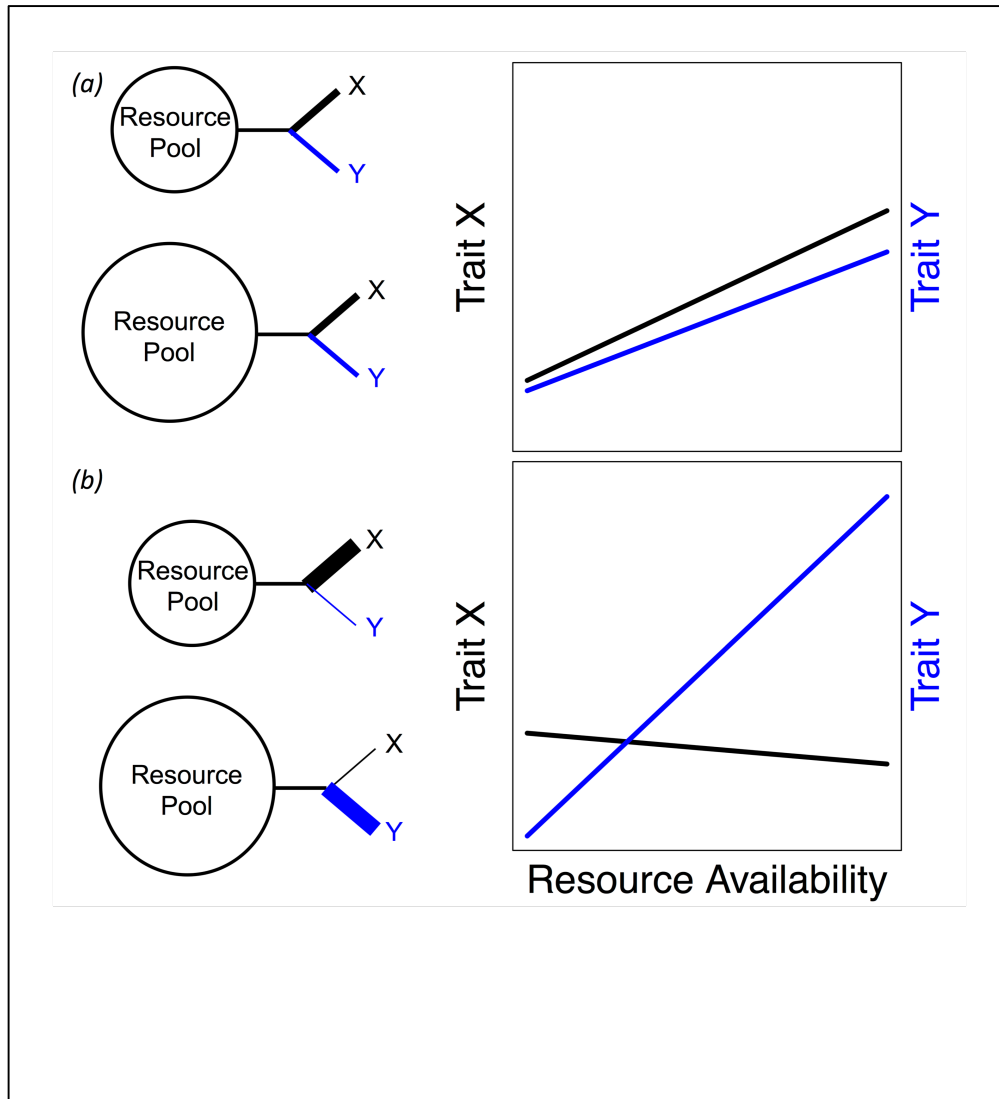 (a)
Resource
Pool
X
Y
Resource
Pool
X
Y
Trait X
Trait Y
(b)
Resource
Pool
X
Y
Resource
Pool
X
Y
Trait X
Trait Y
Resource Availability